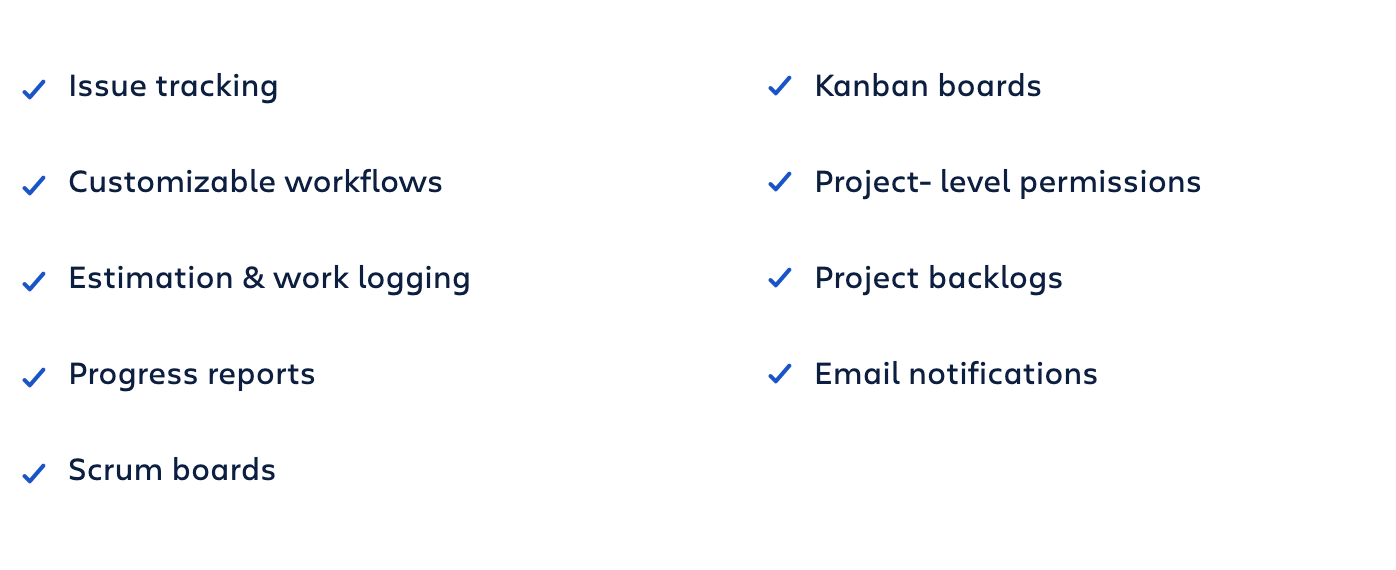 Issue tracking
Customizable workflows
Estimation & work logging
Progress reports
Scrum boards
Kanban boards
Project- level permissions
Project backlogs
Email notifications